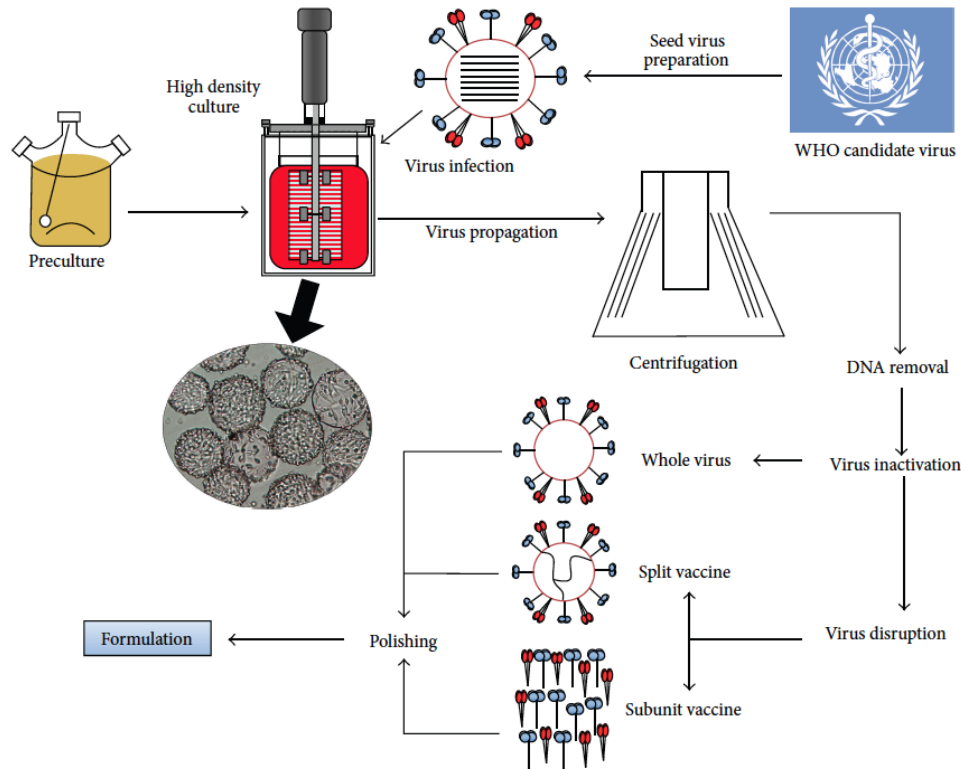 Seed virus
preparation
High density
culture
WHO candidate virus
Virus infection
Preculture
Virus propagation
Centrifugation
DNA removal
Whole virus
Virus inactivation
Split vaccine
Formulation
Polishing
Virus disruption
Subunit vaccine